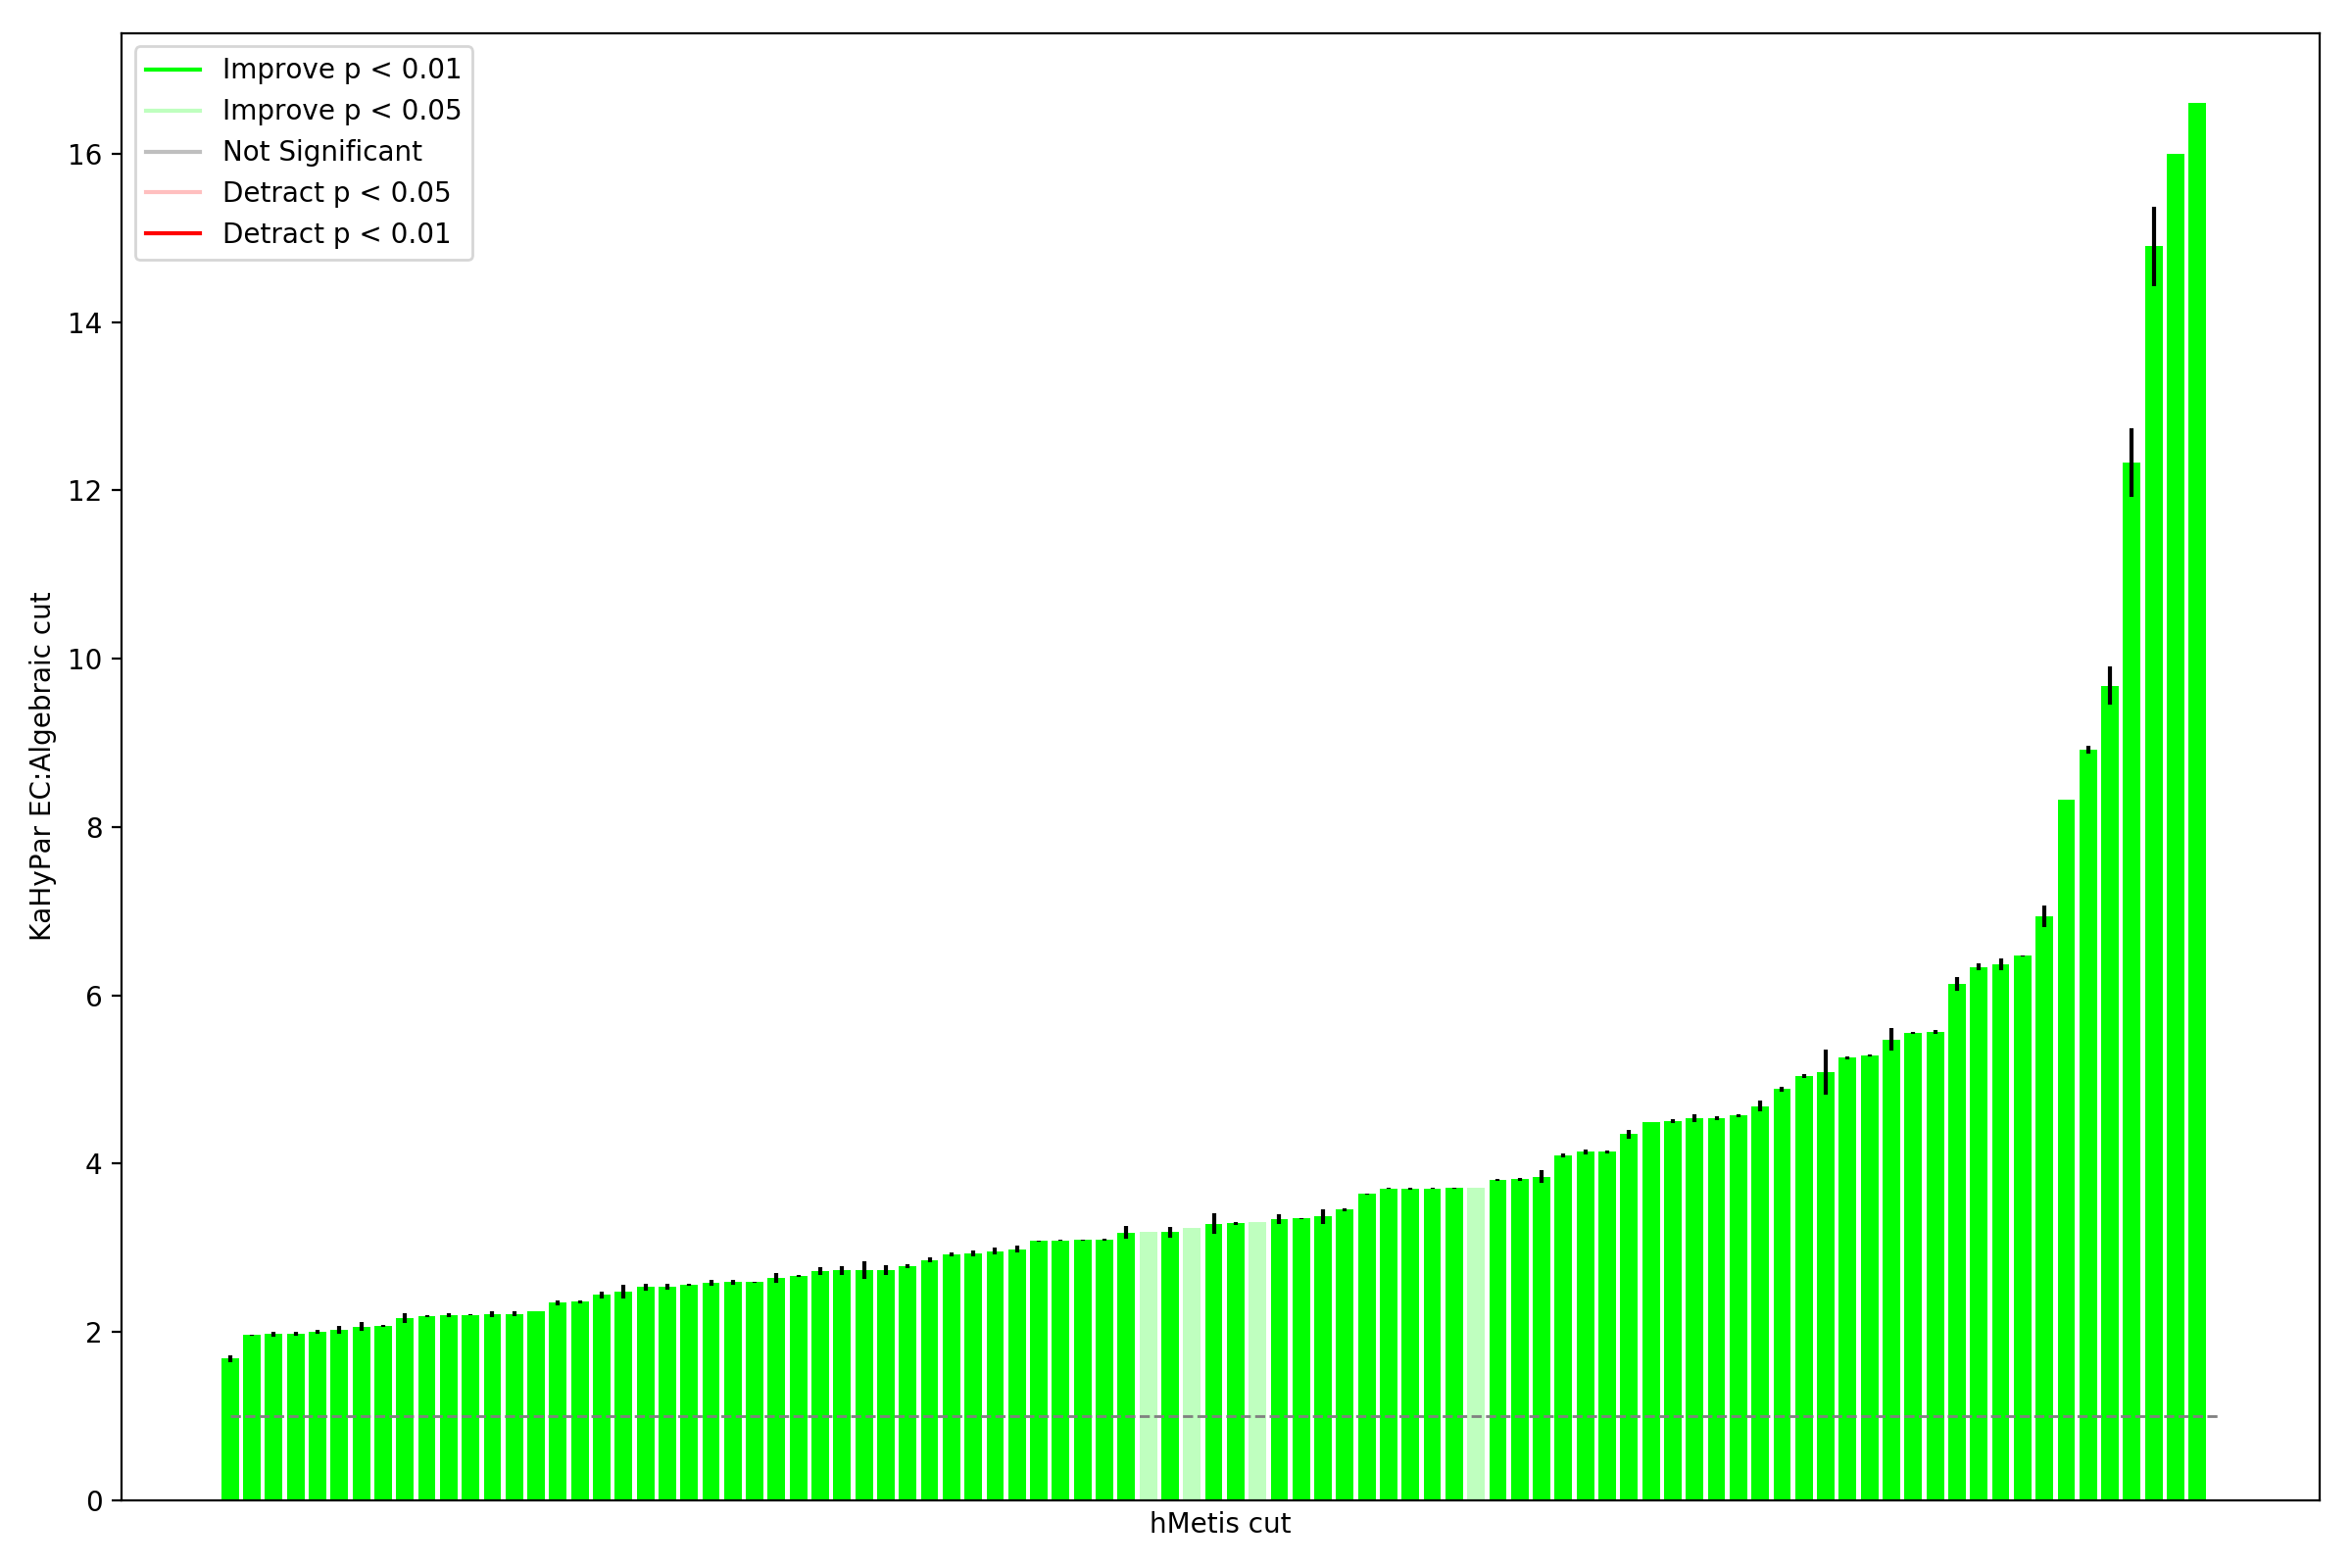 Improve p < 0.01
Improve p < 0.05
Not Significant
Detract p < 0.05
Detract p < 0.01
16
14
12
10
8
6
4
2
0
KaHyPar EC:Algebraic cut
hMetis cut